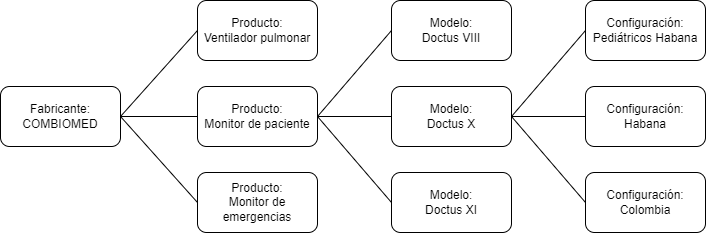 Fabricante:
COMBIOMED
Producto:
Ventilador pulmonar
Producto:
Monitor de paciente
Producto:
Monitor de
emergencias
Modelo:
Doctus VIII
Modelo:
Doctus X
Modelo:
Doctus XI
Configuración:
Pediátricos Habana
Configuración:
Habana
Configuración:
Colombia